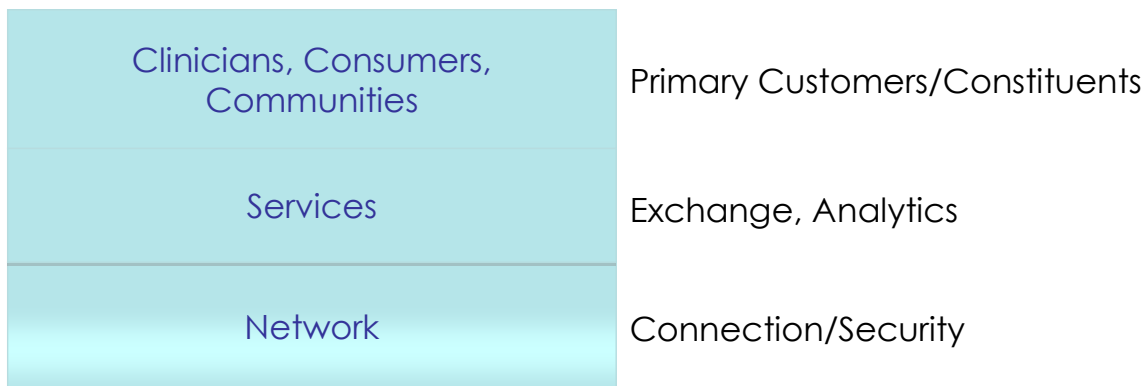 Clinicians, Consumers,
Communities
Primary Customers/Constituents
Services
Exchange, Analytics
Network
Connection/Security